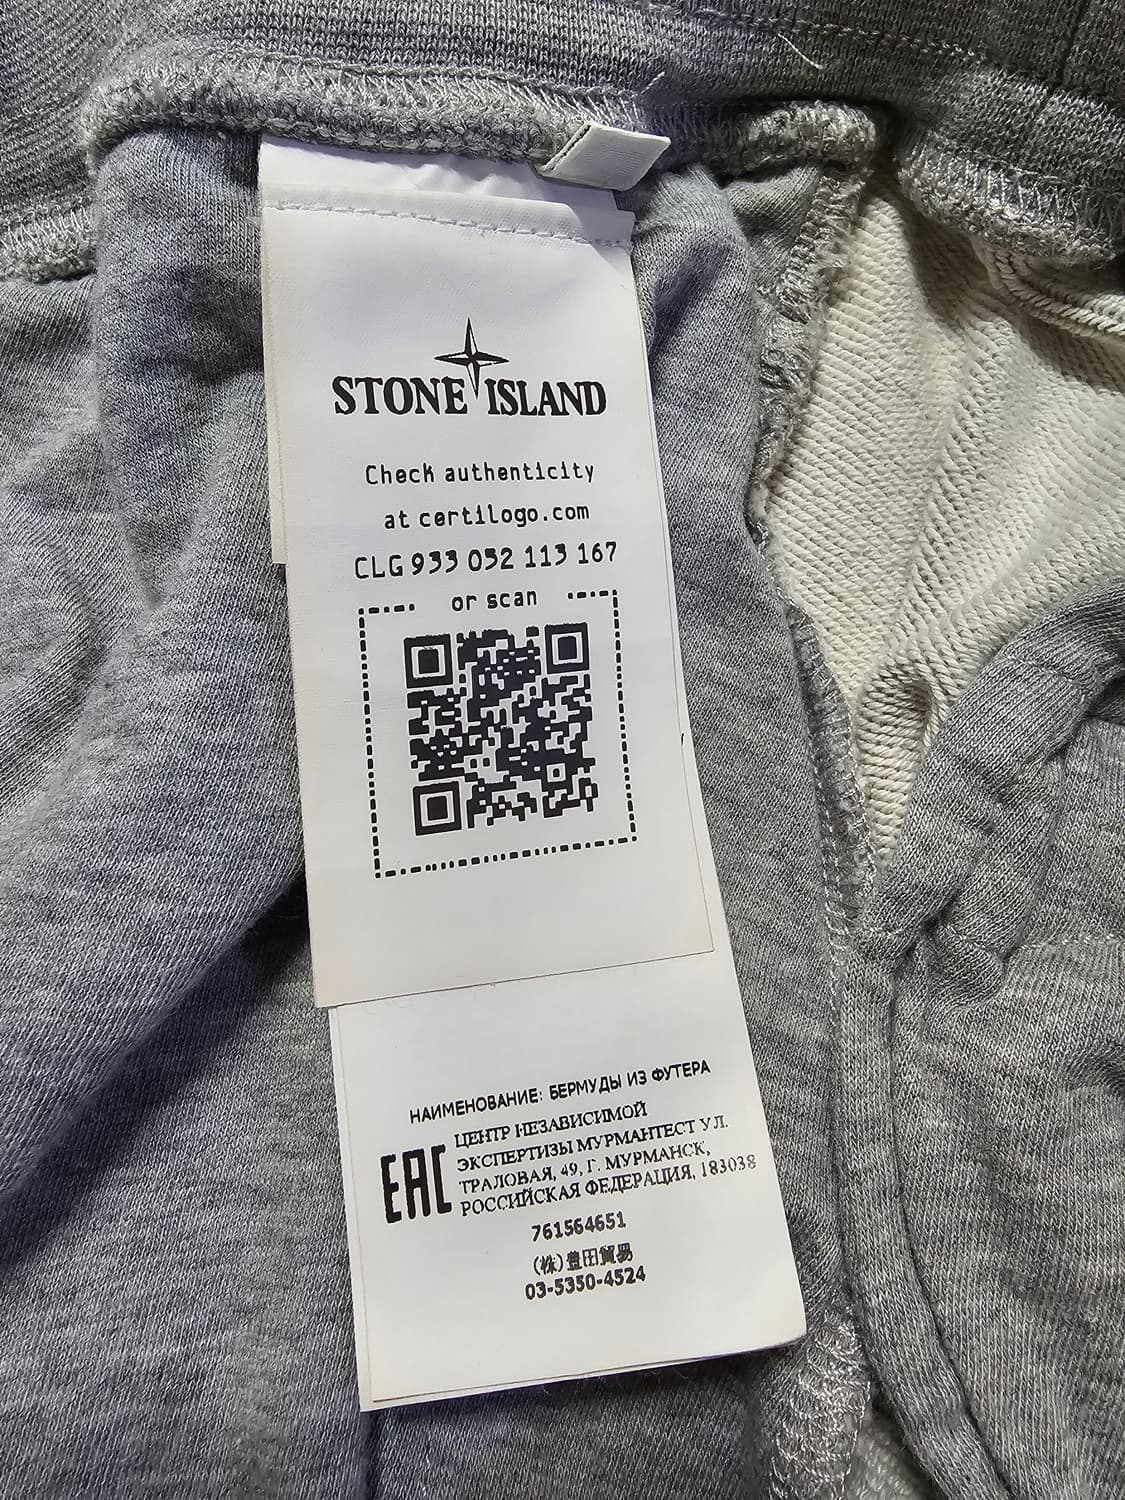 STONE ISLAND
Check authenticity
at certilogo.com
CLG 933 052 113 167
or scan
НАИМЕНОВАНИЕ: БЕРМУДЫ ИЗ ФУТЕРА
EAC
ЦЕНТР НЕЗАВИСИМОЙ
ЭКСПЕРТИЗЫ МУРМАНТЕСТ УЛ.
ТРАЛОВАЯ, 49, Г. МУРМАНСК,
РОССИЙСКАЯ ФЕДЕРАЦИЯ, 183038
761564651
(株)豊田貿易
03-5350-4524